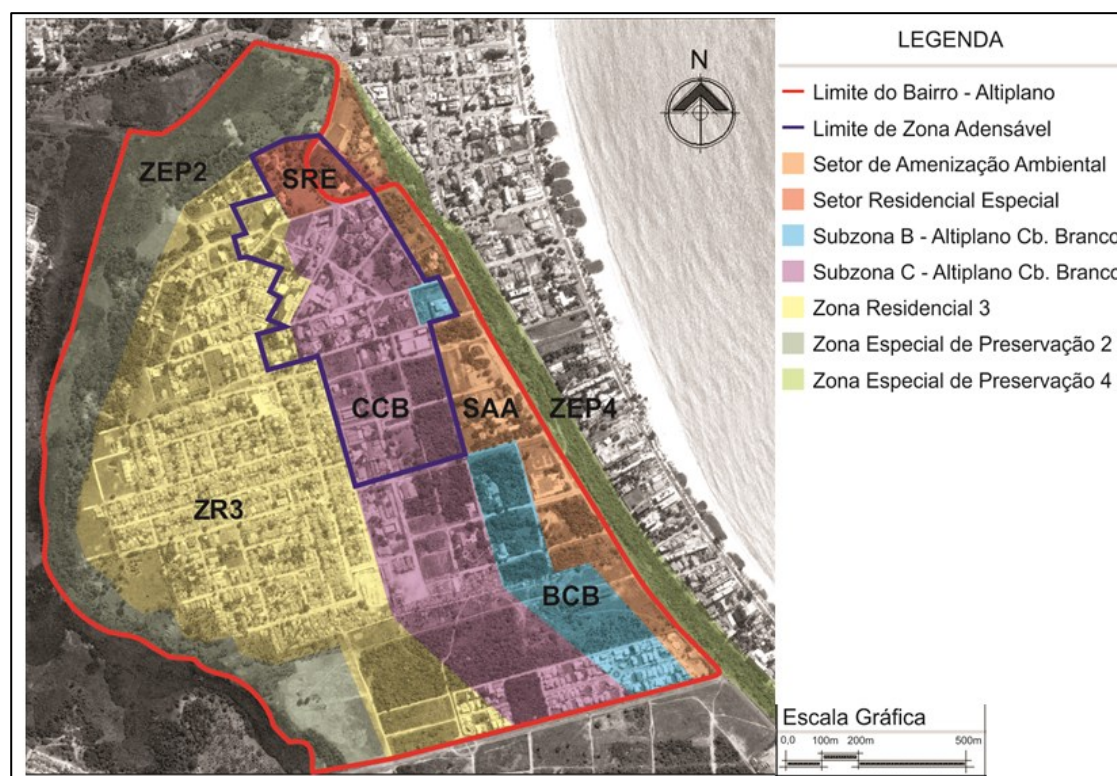 LEGENDA
N
Limite do Bairro - Altiplano
Limite de Zona Adensável
Setor de Amenização Ambiental
Setor Residencial Especial
Subzona B - Altiplano Cb. Branco
Subzona C - Altiplano Cb. Branco
Zona Residencial 3
Zona Especial de Preservação 2
Zona Especial de Preservação 4
ZEP2
SRE
CCB
SAA
ZEP4
ZR3
BCB
Escala Gráfica
0,0 100m 200m 500m